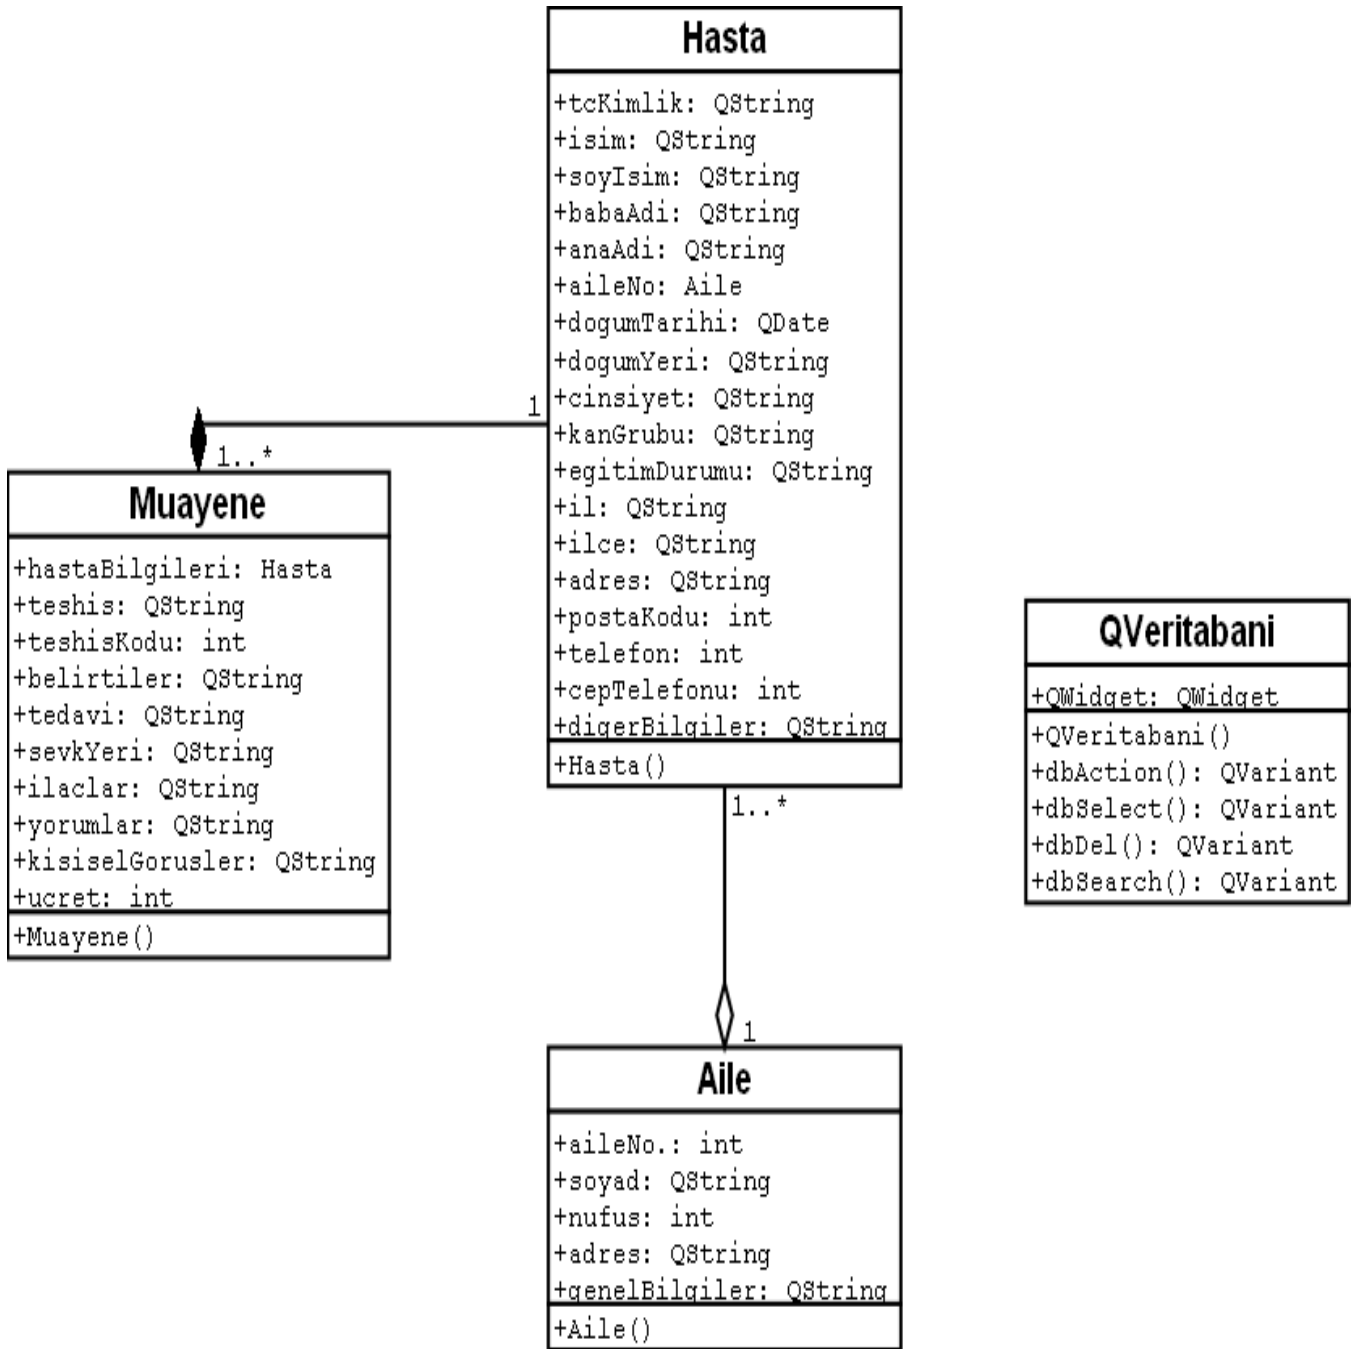 Hasta
+tcKimlik: QString
+isim: QString
+soyIsim: QString
+babaAdi: QString
+anaAdi: QString
+aileNo: Aile
+dogumTarihi: QDate
+dogumYeri: QString
+cinsiyet: QString
+kanGrubu: QString
+egitimDurumu: QString
+il: QString
+ilce: QString
+adres: QString
+postaKodu: int
+telefon: int
+cepTelefonu: int
+digerBilgiler: QString
+Hasta()
1
1..*
Muayene
+hastaBilgileri: Hasta
+teshis: QString
+teshisKodu: int
+belirtiler: QString
+tedavi: QString
+sevkYeri: QString
+ilaclar: QString
+yorumlar: QString
+kisiselGorusler: QString
+ucret: int
+Muayene()
QVeritabani
+QWidget: QWidget
+QVeritabani()
+dbAction(): QVariant
+dbSelect(): QVariant
+dbDel(): QVariant
+dbSearch(): QVariant
1..*
1
Aile
+aileNo.: int
+soyad: QString
+nufus: int
+adres: QString
+genelBilgiler: QString
+Aile()